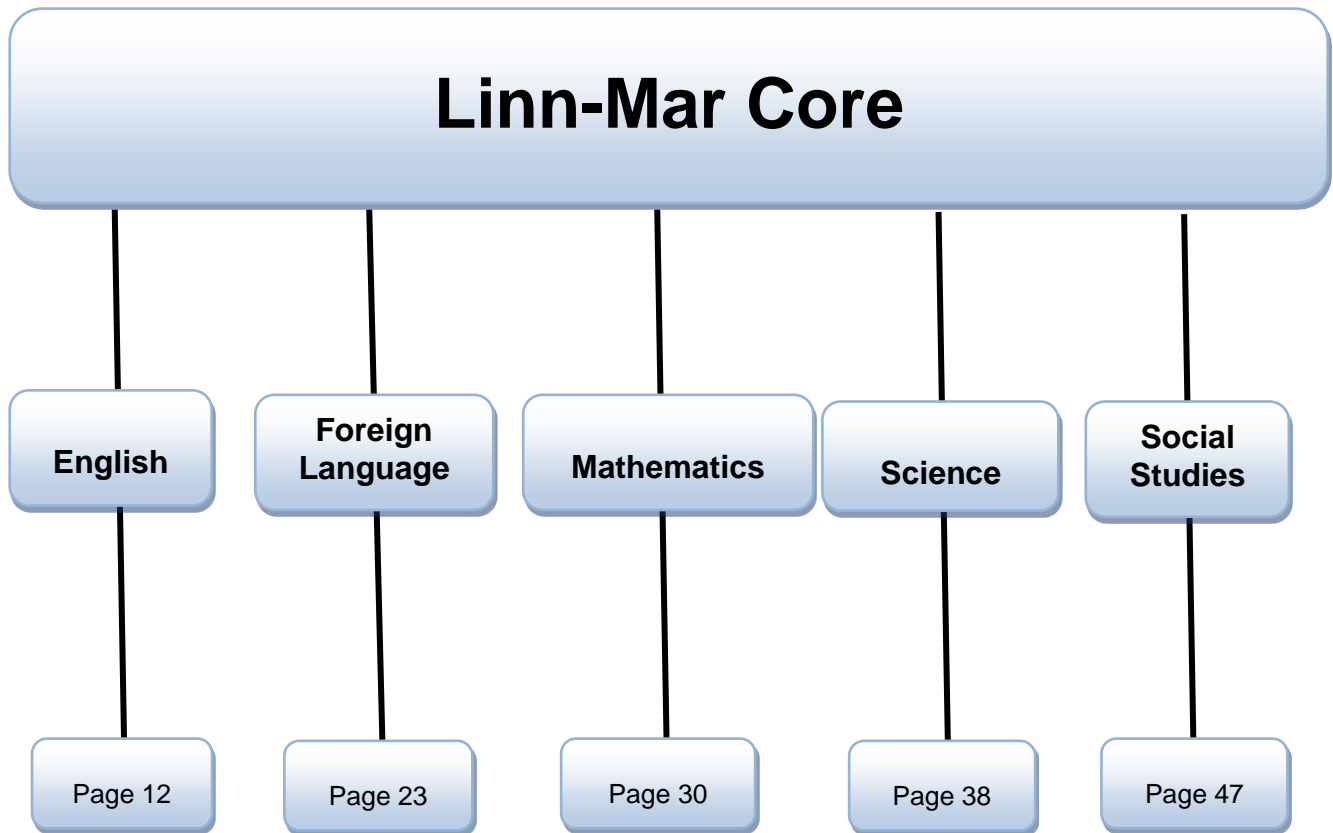 Linn-Mar Core
English
Foreign
Language
Mathematics
Science
Social
Studies
Page 12
Page 23
Page 30
Page 38
Page 47